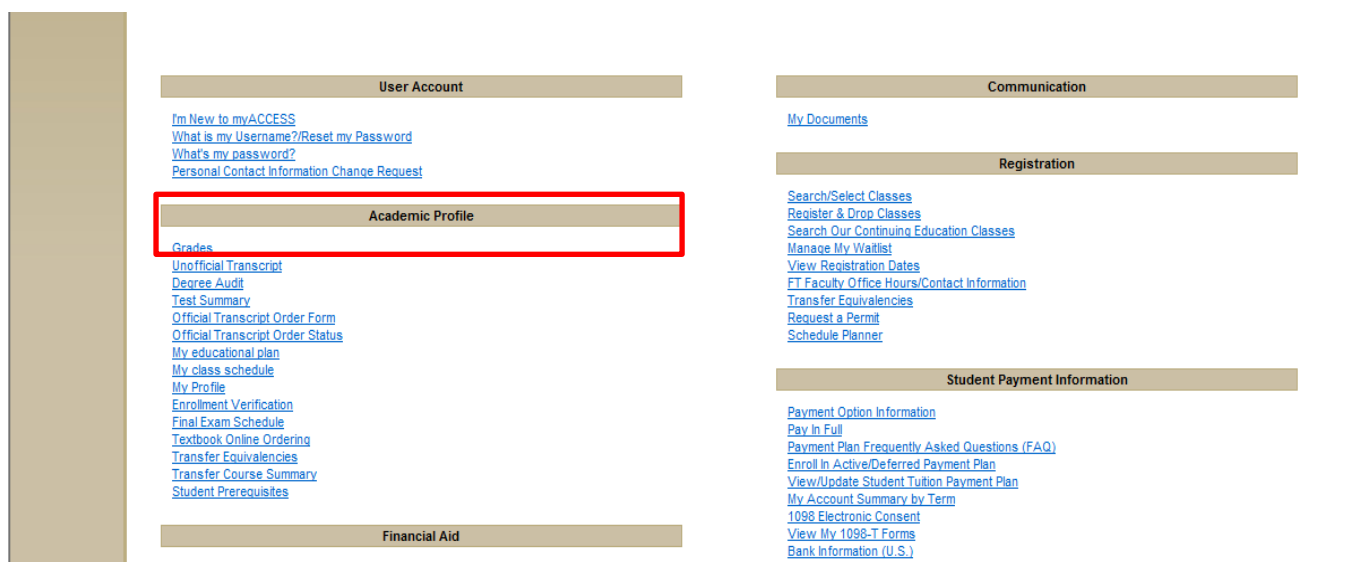 User Account
I'm New to myACCESS
What is my Username?/Reset my Password
What's my password?
Personal Contact Information Change Request
Academic Profile
Grades
Unofficial Transcript
Degree Audit
Test Summary
Official Transcript Order Form
Official Transcript Order Status
My educational plan
My class schedule
My Profile
Enrollment Verification
Final Exam Schedule
Textbook Online Ordering
Transfer Equivalencies
Transfer Course Summary
Student Prerequisites
Financial Aid
Communication
My Documents
Registration
Search/Select Classes
Register & Drop Classes
Search Our Continuing Education Classes
Manage My Waitlist
View Registration Dates
FT Faculty Office Hours/Contact Information
Transfer Equivalencies
Request a Permit
Schedule Planner
Student Payment Information
Payment Option Information
Pay In Full
Payment Plan Frequently Asked Questions (FAQ)
Enroll In Active/Deferred Payment Plan
View/Update Student Tuition Payment Plan
My Account Summary by Term
1098 Electronic Consent
View My 1098-T Forms
Bank Information (U.S.)